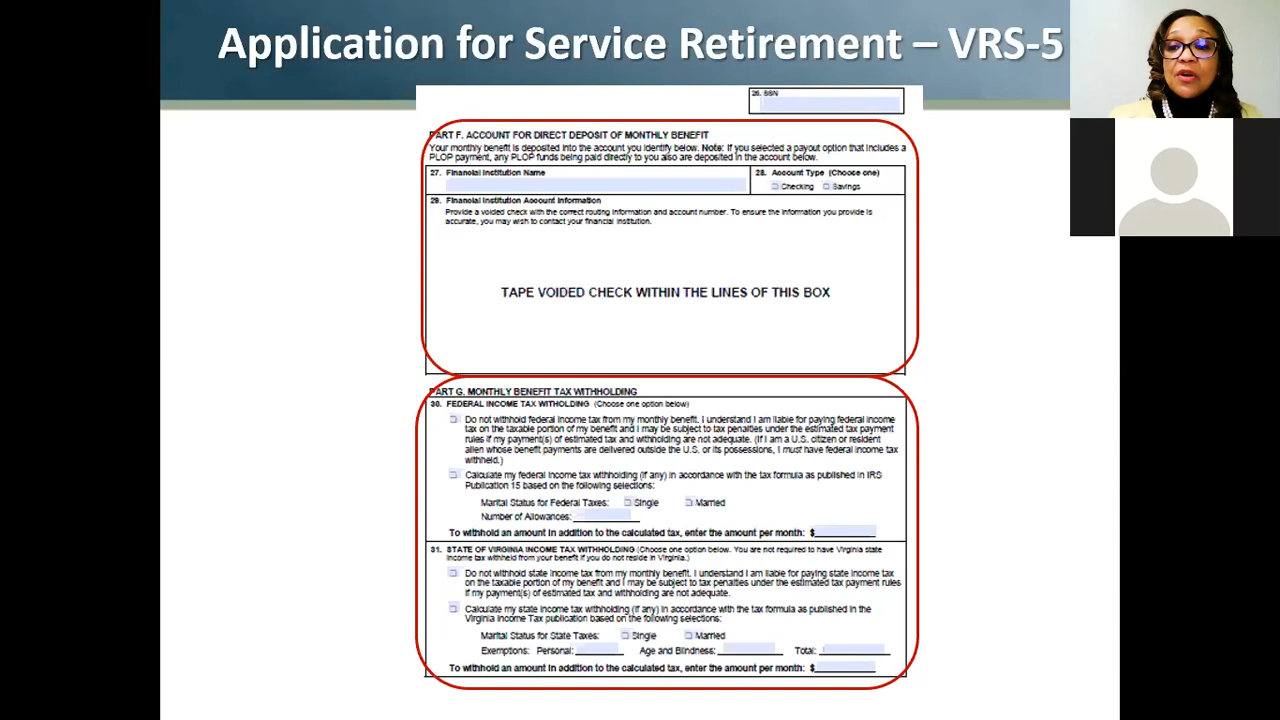 Application for Service Retirement – VRS-5
26. SSN
PART F. ACCOUNT FOR DIRECT DEPOSIT OF MONTHLY BENEFIT
Your monthly benefit is deposited into the account you identify below. Note: If you selected a payout option that includes a
PLOP payment, any PLOP funds being paid directly to you also are deposited in the account below.
27. Financial Institution Name
28. Account Type (Choose one)
Checking Savings
29. Financial Institution Account Information
Provide a voided check with the correct routing information and account number. To ensure the information you provide is
accurate, you may wish to contact your financial institution.
TAPE VOIDED CHECK WITHIN THE LINES OF THIS BOX
PART G. MONTHLY BENEFIT TAX WITHHOLDING
30. FEDERAL INCOME TAX WITHOLDING (Choose one option below)
Do not withhold federal income tax from my monthly benefit. I understand I am liable for paying federal income
tax on the taxable portion of my benefit and I may be subject to tax penalties under the estimated tax payment
rules if my payment(s) of estimated tax and withholding are not adequate. (If I am a U.S. citizen or resident
alien whose benefit payments are delivered outside the U.S. or its possessions, I must have federal income tax
withheld.)
Calculate my federal income tax withholding (if any) in accordance with the tax formula as published in IRS
Publication 15 based on the following selections:
Marital Status for Federal Taxes: Single Married
Number of Allowances:
To withhold an amount in addition to the calculated tax, enter the amount per month: $
31. STATE OF VIRGINIA INCOME TAX WITHHOLDING (Choose one option below. You are not required to have Virginia state
income tax withheld from your benefit if you do not reside in Virginia.)
Do not withhold state income tax from my monthly benefit. I understand I am liable for paying state income tax
on the taxable portion of my benefit and I may be subject to tax penalties under the estimated tax payment rules
if my payment(s) of estimated tax and withholding are not adequate.
Calculate my state income tax withholding (if any) in accordance with the tax formula as published in the
Virginia Income Tax publication based on the following selections:
Marital Status for State Taxes: Single Married
Exemptions: Personal: Age and Blindness: Total:
To withhold an amount in addition to the calculated tax, enter the amount per month: $